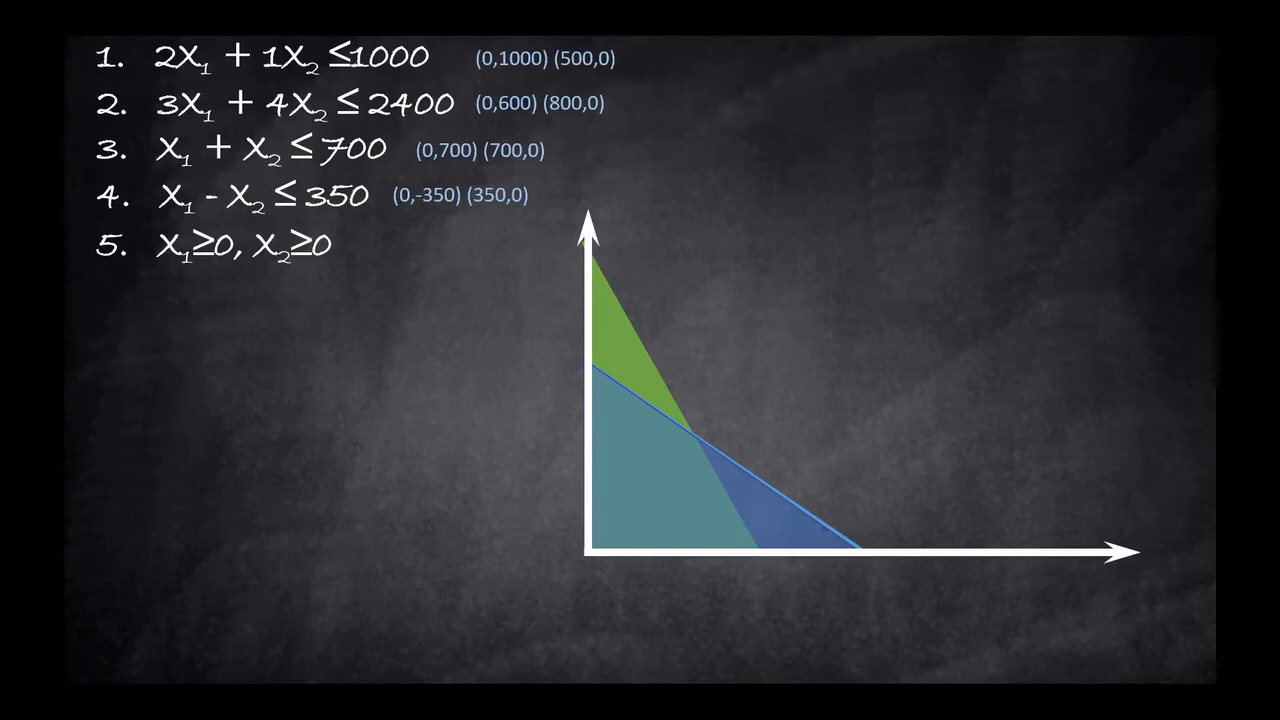 1. 2X₁ + 1X₂ ≤1000 (0,1000) (500,0)
2. 3X₁ + 4X₂ ≤ 2400 (0,600) (800,0)
3. X₁ + X₂ ≤ 700 (0,700) (700,0)
4. X₁ - X₂ ≤ 350 (0,-350) (350,0)
5. X₁≥0, X₂≥0